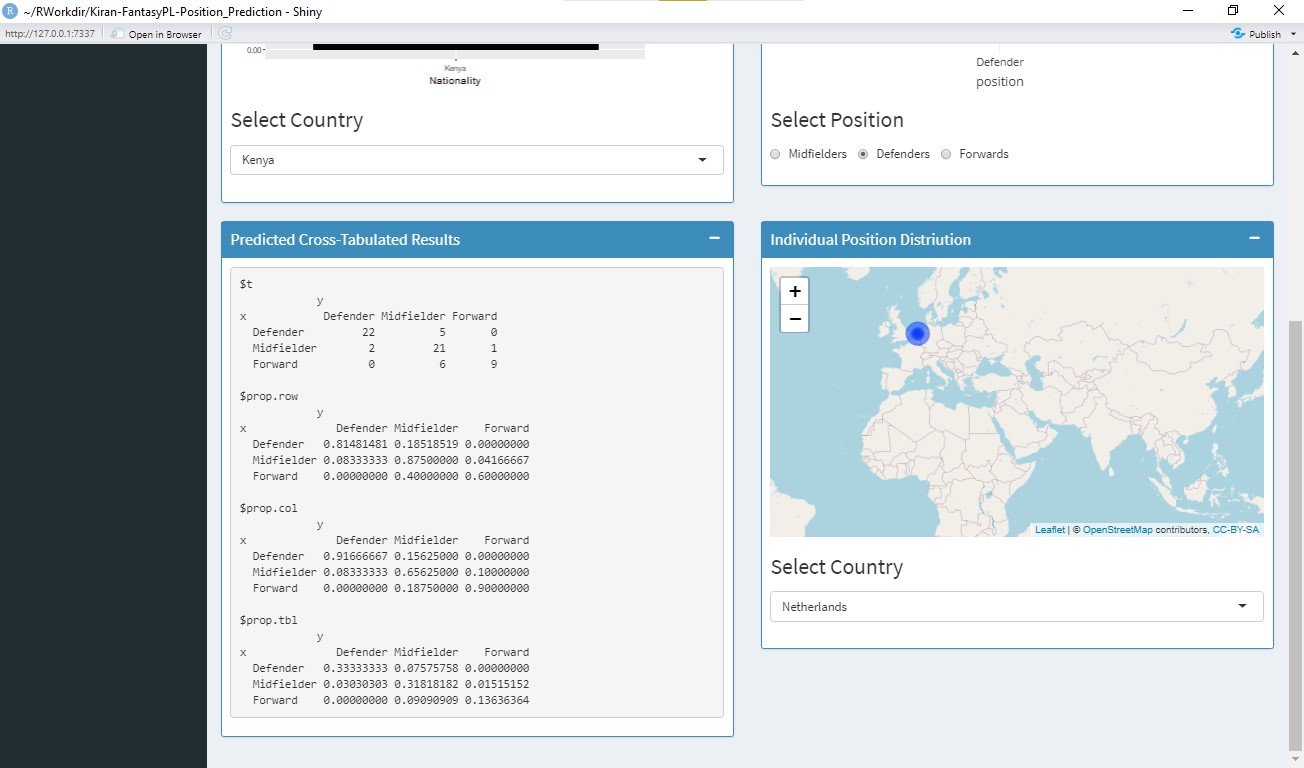 ~/RWorkdir/Kiran-FantasyPL-Position_Prediction - Shiny
http://127.0.0.1:7337 Open in Browser Publish
0.00
Kenya
Nationality
Select Country
Kenya
Defender
position
Select Position
Midfielders Defenders Forwards
Predicted Cross-Tabulated Results
$t
y
x Defender Midfielder Forward
Defender 22 5 0
Midfielder 2 21 1
Forward 0 6 9
$prop.row
y
x Defender Midfielder Forward
Defender 0.81481481 0.18518519 0.00000000
Midfielder 0.08333333 0.87500000 0.04166667
Forward 0.00000000 0.40000000 0.60000000
$prop.col
y
x Defender Midfielder Forward
Defender 0.91666667 0.15625000 0.00000000
Midfielder 0.08333333 0.65625000 0.10000000
Forward 0.00000000 0.18750000 0.90000000
$prop.tbl
y
x Defender Midfielder Forward
Defender 0.33333333 0.07575758 0.00000000
Midfielder 0.03030303 0.31818182 0.01515152
Forward 0.00000000 0.09090909 0.13636364
Individual Position Distriution
+
−
Leaflet | © OpenStreetMap contributors, CC-BY-SA
Select Country
Netherlands